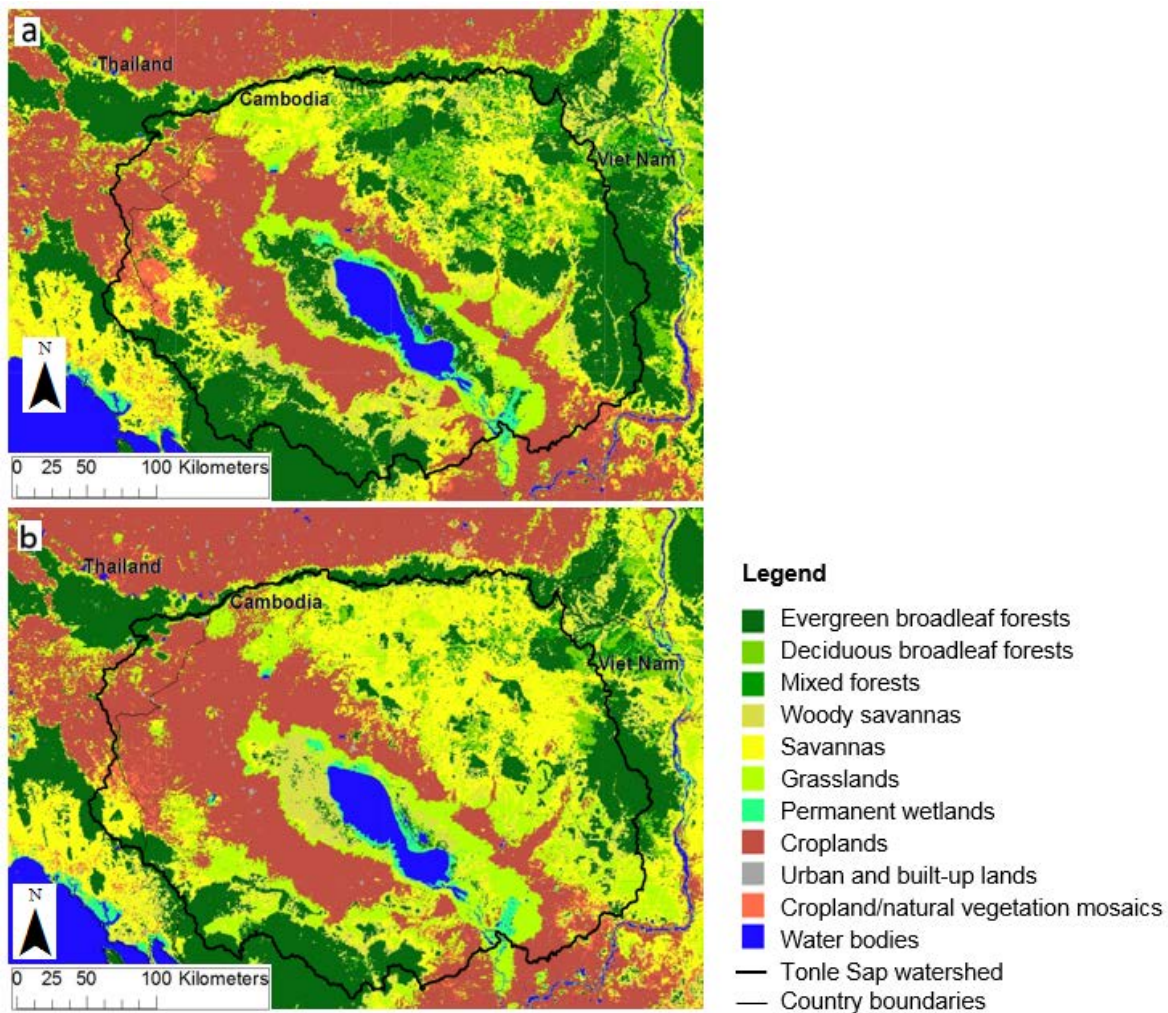 a
Thailand
Cambodia
Viet Nam
N
0 25 50 100 Kilometers
b
Thailand
Cambodia
Viet Nam
N
0 25 50 100 Kilometers
Legend
Evergreen broadleaf forests
Deciduous broadleaf forests
Mixed forests
Woody savannas
Savannas
Grasslands
Permanent wetlands
Croplands
Urban and built-up lands
Cropland/natural vegetation mosaics
Water bodies
Tonle Sap watershed
Country boundaries